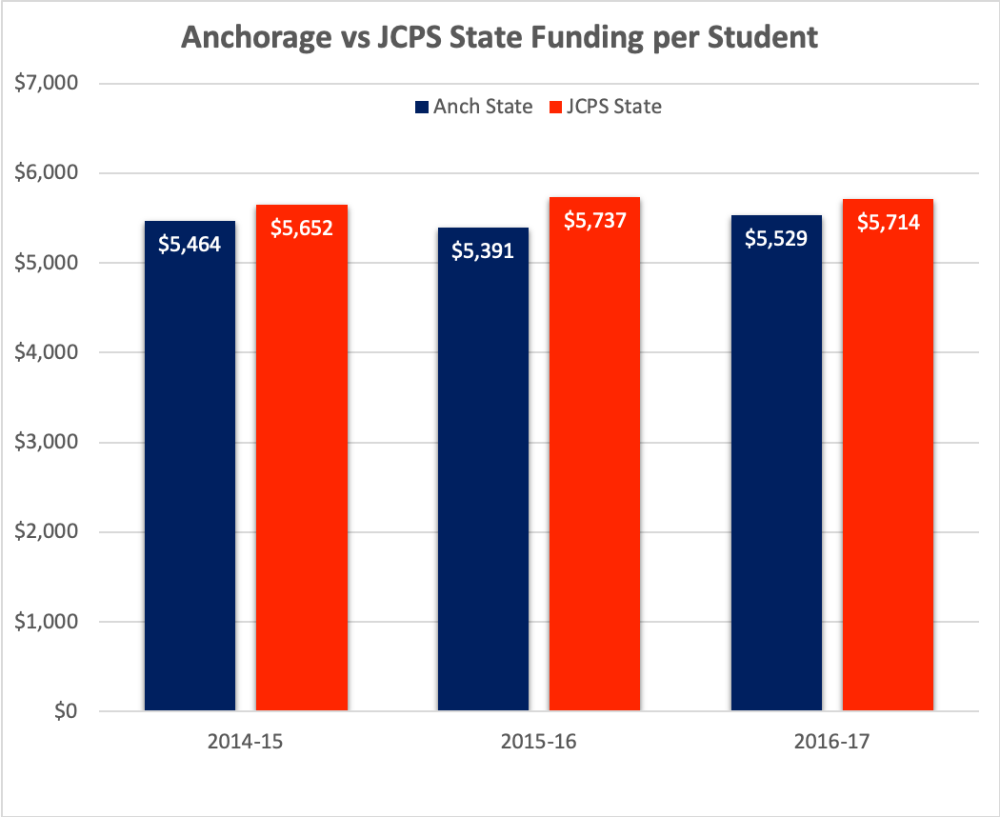 Anchorage vs JCPS State Funding per Student
$7,000
Anch State JCPS State
$6,000
$5,464 $5,652 $5,391 $5,737 $5,529 $5,714
$5,000
$4,000
$3,000
$2,000
$1,000
$0
2014-15 2015-16 2016-17